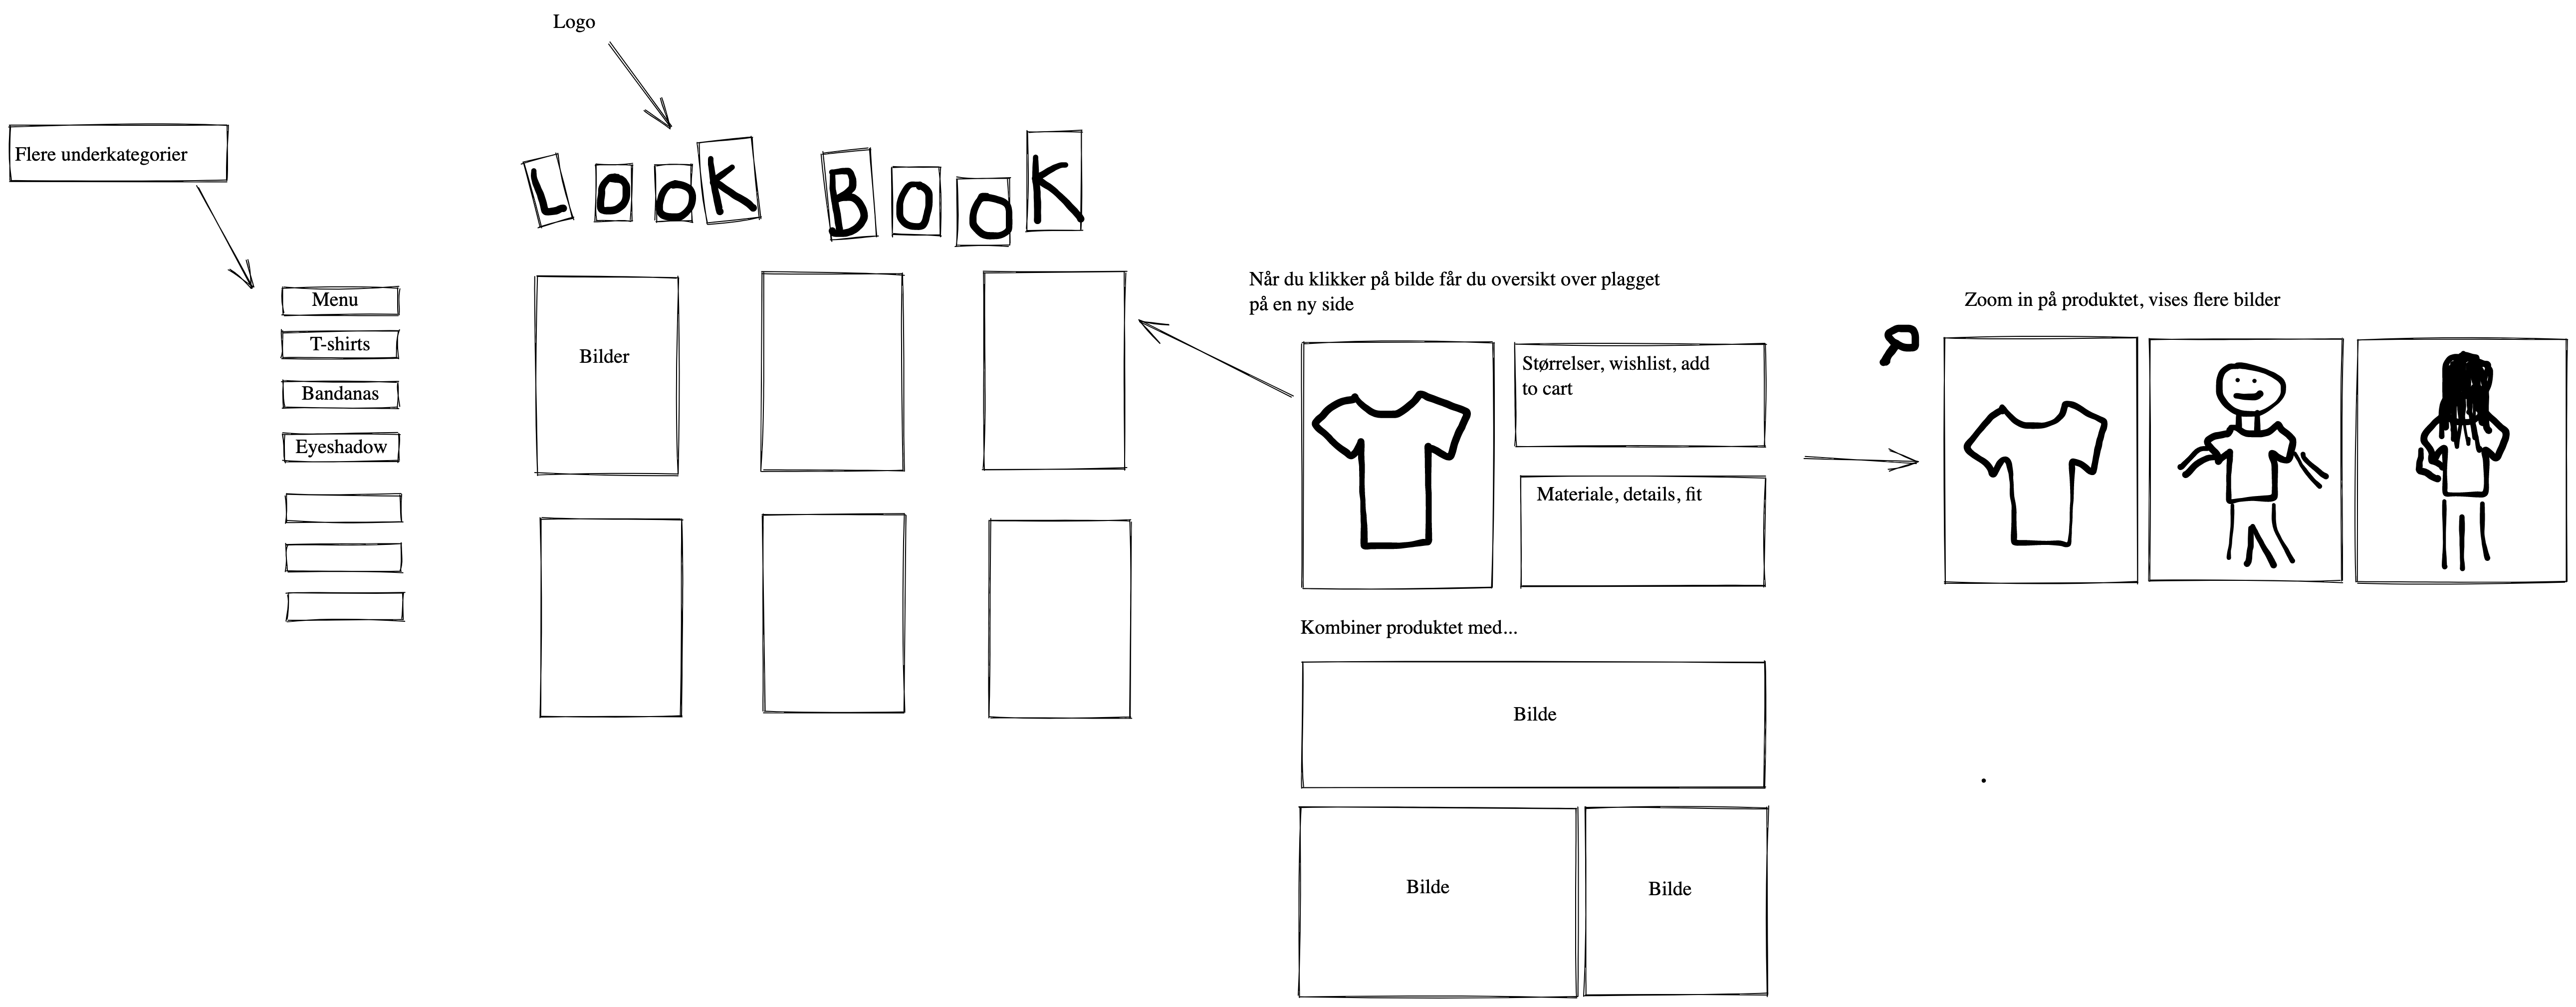 Logo
Flere underkategorier
LOOK BOOK
Menu
T-shirts
Bandanas
Eyeshadow
Bilder
Når du klikker på bilde får du oversikt over plagget
på en ny side
Størrelser, wishlist, add
to cart
Materiale, details, fit
Kombiner produktet med...
Bilde
Bilde
Bilde
Zoom in på produktet, vises flere bilder